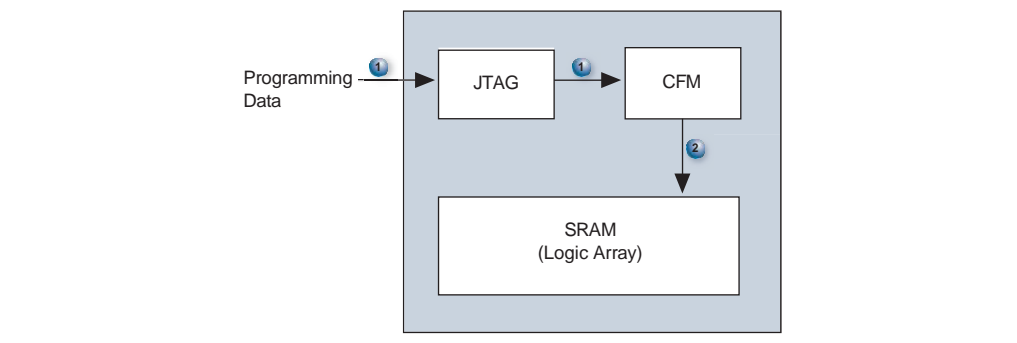 Programming
Data
1
JTAG
1
CFM
2
SRAM
(Logic Array)